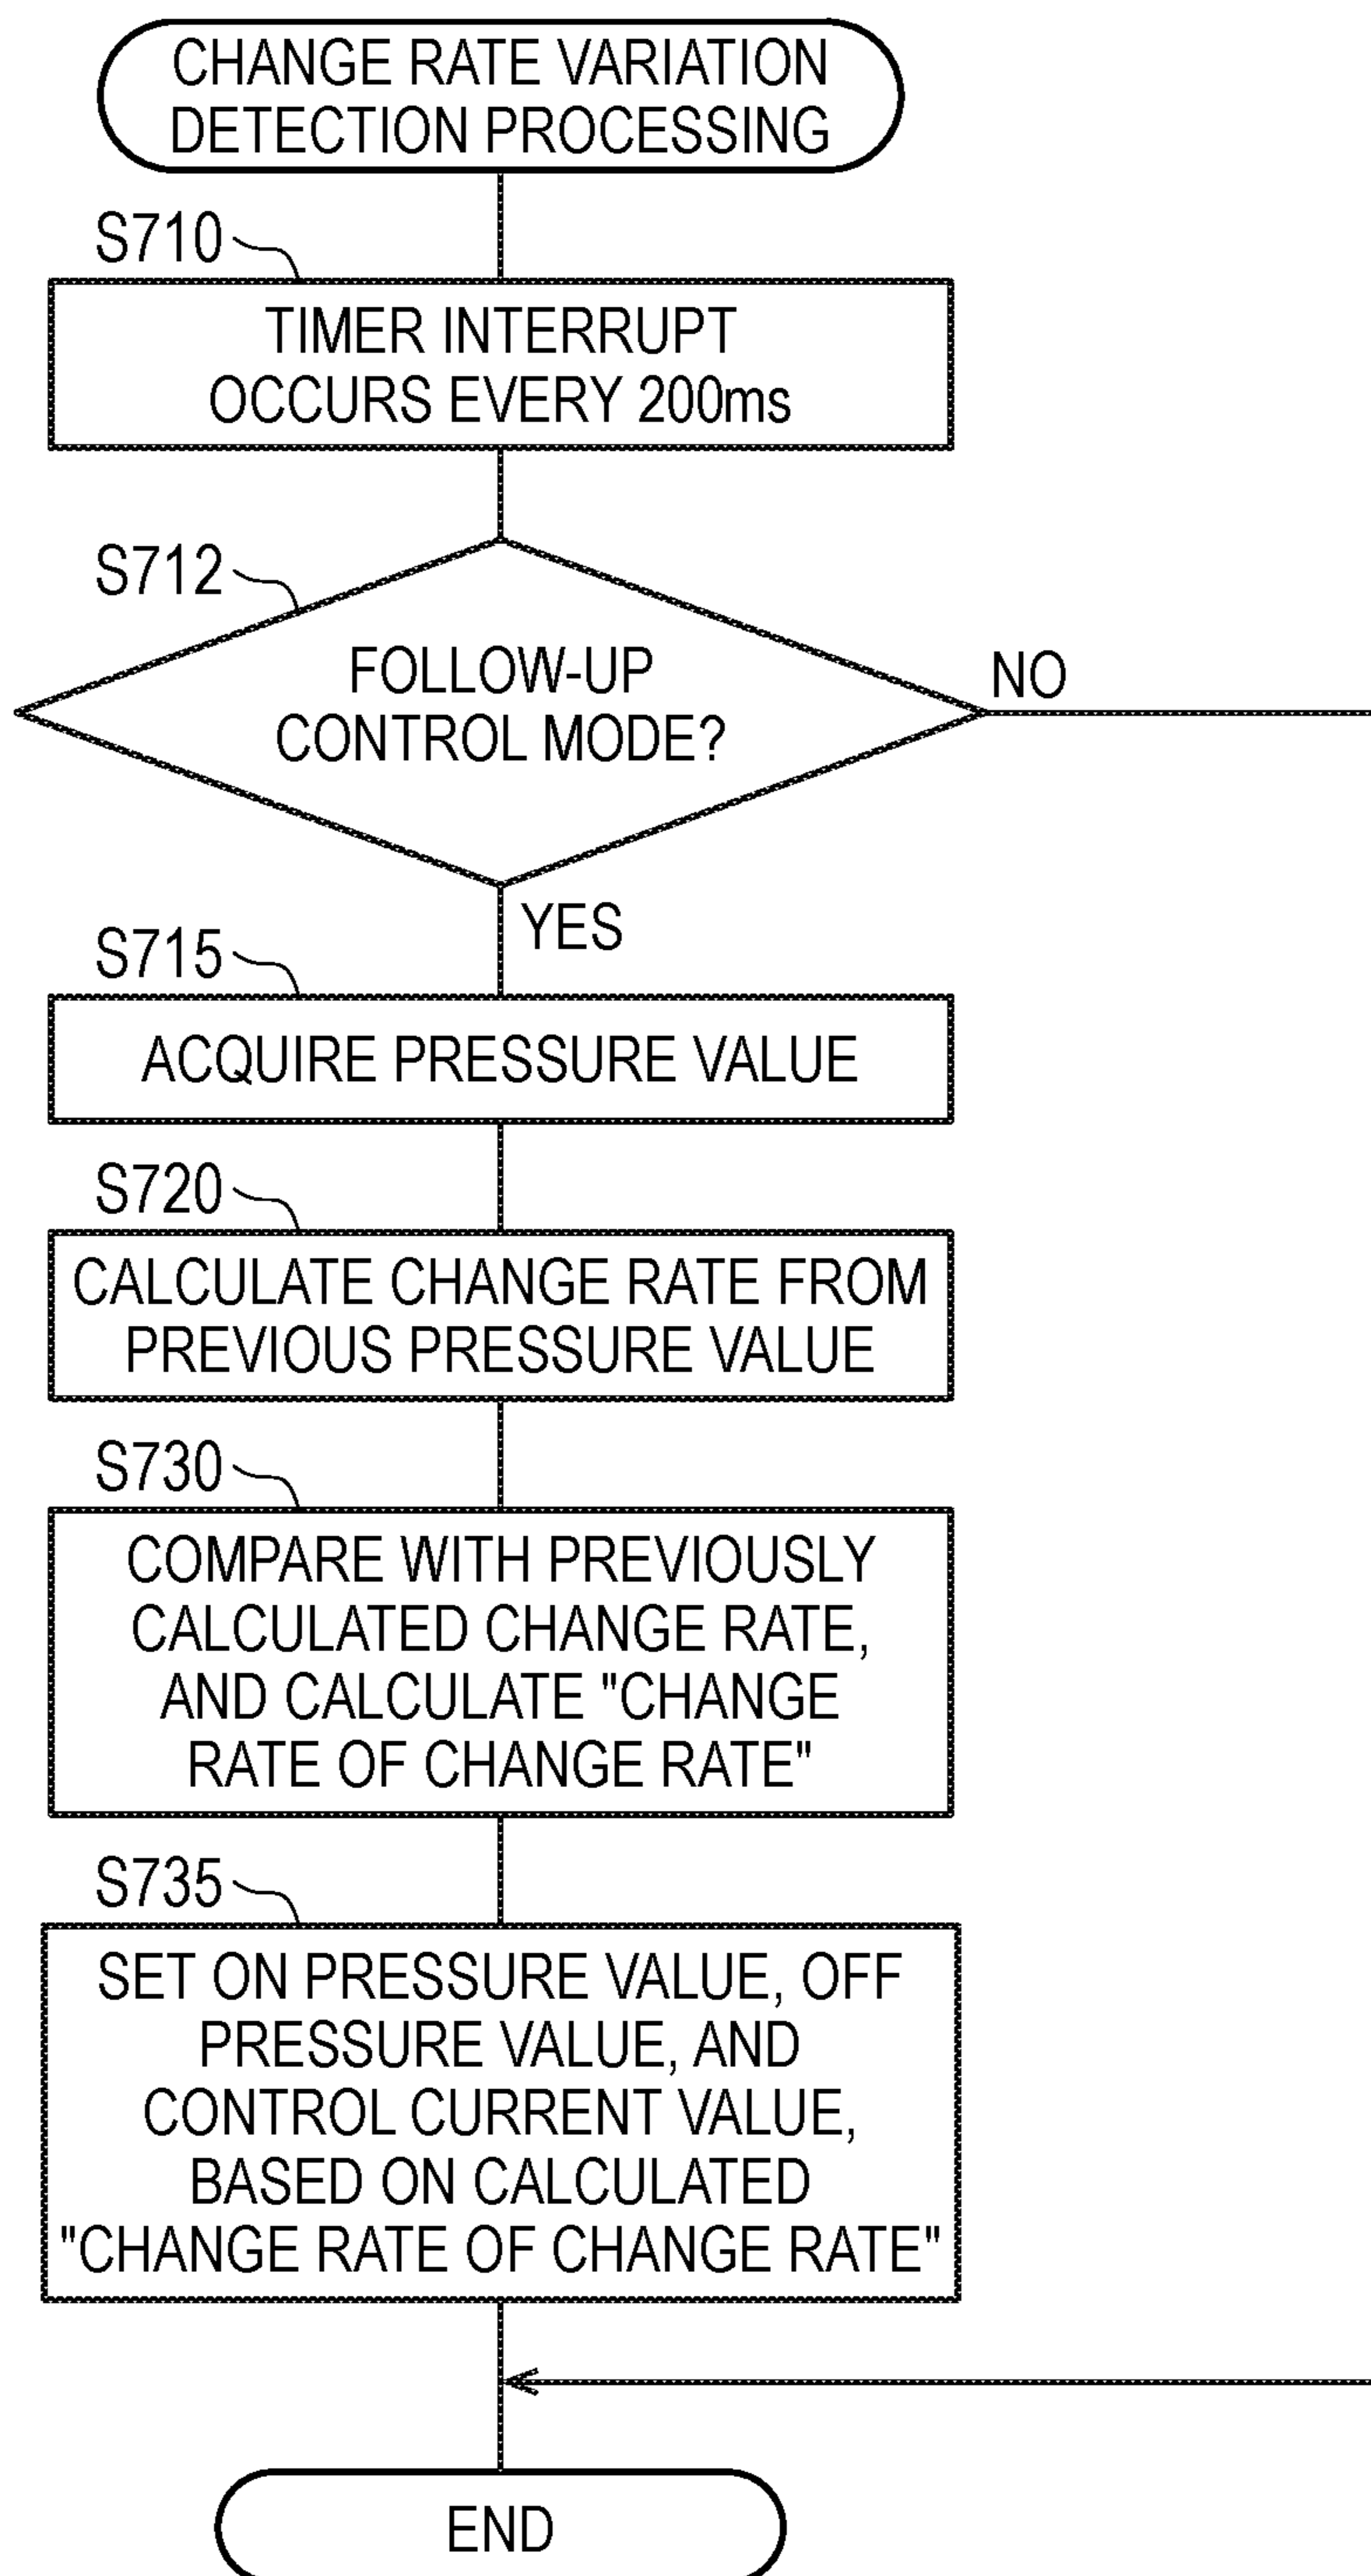 CHANGE RATE VARIATION
DETECTION PROCESSING
S710
TIMER INTERRUPT
OCCURS EVERY 200ms
S712
FOLLOW-UP
CONTROL MODE?
NO
YES
S715
ACQUIRE PRESSURE VALUE
S720
CALCULATE CHANGE RATE FROM
PREVIOUS PRESSURE VALUE
S730
COMPARE WITH PREVIOUSLY
CALCULATED CHANGE RATE,
AND CALCULATE "CHANGE
RATE OF CHANGE RATE"
S735
SET ON PRESSURE VALUE, OFF
PRESSURE VALUE, AND
CONTROL CURRENT VALUE,
BASED ON CALCULATED
"CHANGE RATE OF CHANGE RATE"
END